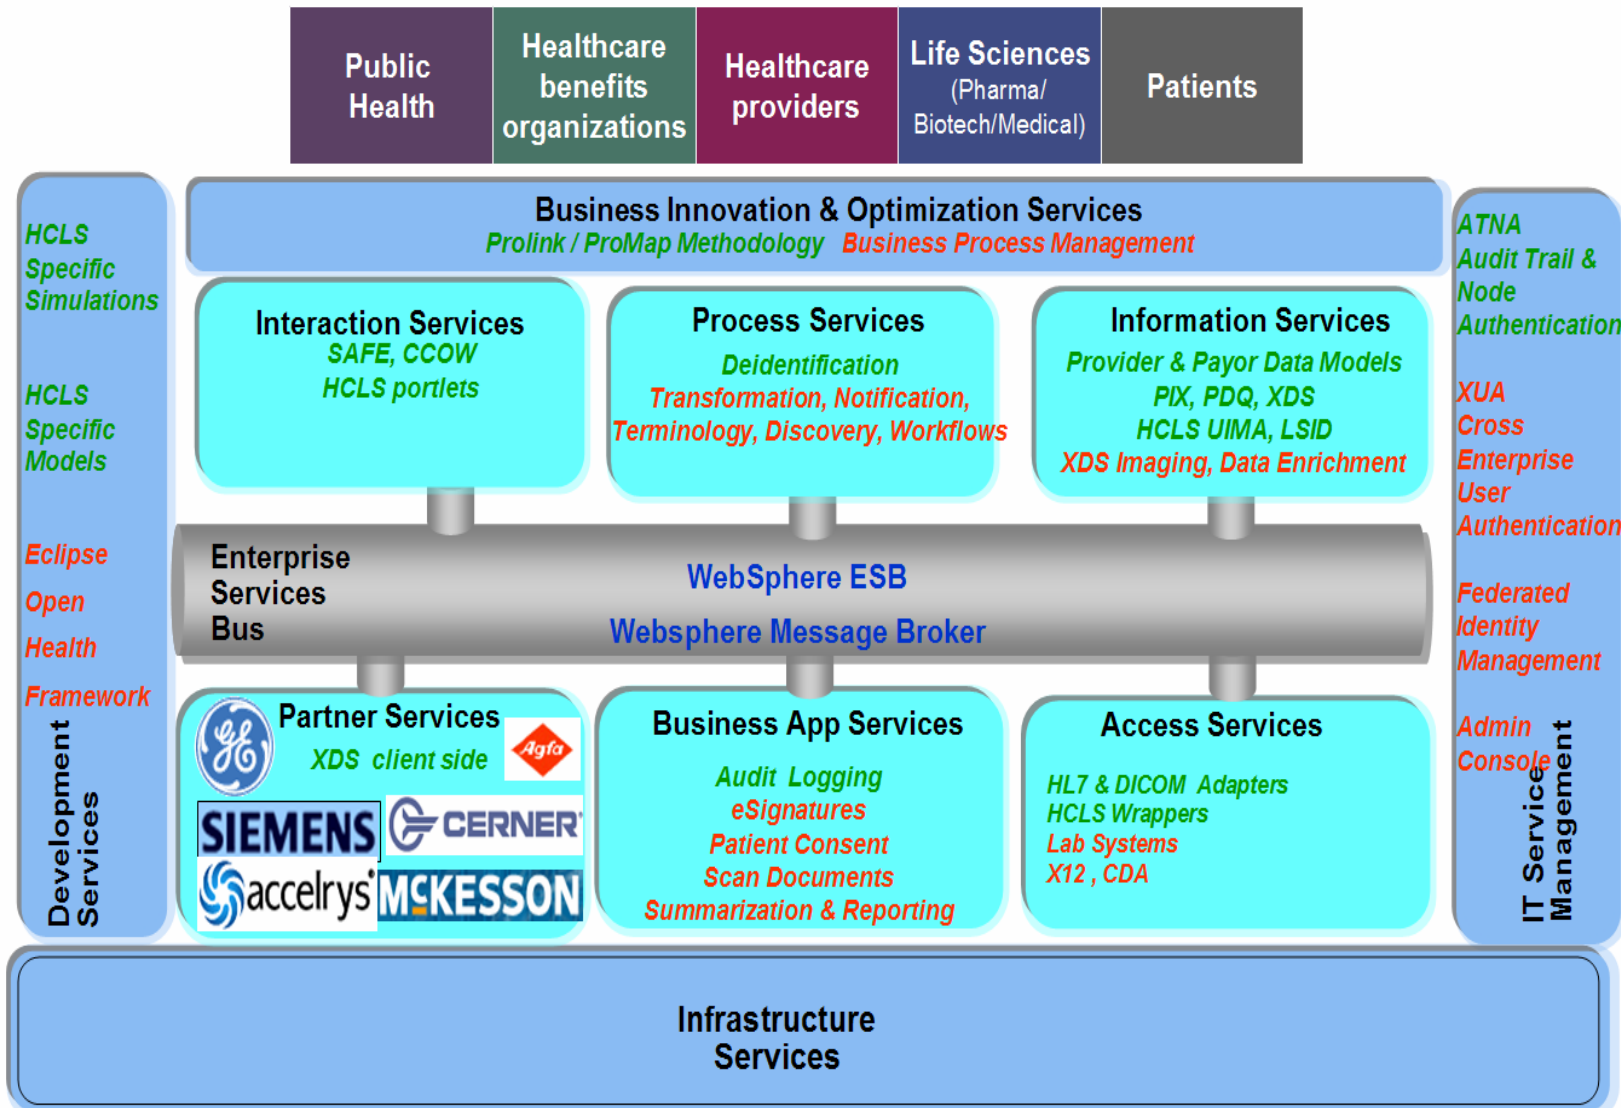 Public
Health
Healthcare
benefits
organizations
Healthcare
providers
Life Sciences
(Pharma/
Biotech/Medical)
Patients
Business Innovation & Optimization Services
Prolink / ProMap Methodology Business Process Management
HCLS
Specific
Simulations
HCLS
Specific
Models
Eclipse
Open
Health
Framework
Development
Services
Interaction Services
SAFE, CCOW
HCLS portlets
Process Services
Deidentification
Transformation, Notification,
Terminology, Discovery, Workflows
Information Services
Provider & Payor Data Models
PIX, PDQ, XDS
HCLS UIMA, LSID
XDS Imaging, Data Enrichment
Enterprise
Services
Bus
WebSphere ESB
Websphere Message Broker
Partner Services
XDS client side
GE
Agfa
SIEMENS
CERNER
accelrys
MCKESSON
Business App Services
Audit Logging
eSignatures
Patient Consent
Scan Documents
Summarization & Reporting
Access Services
HL7 & DICOM Adapters
HCLS Wrappers
Lab Systems
X12 , CDA
ATNA
Audit Trail &
Node
Authentication
XUA
Cross
Enterprise
User
Authentication
Federated
Identity
Management
Admin
Console
IT Service
Management
Infrastructure
Services